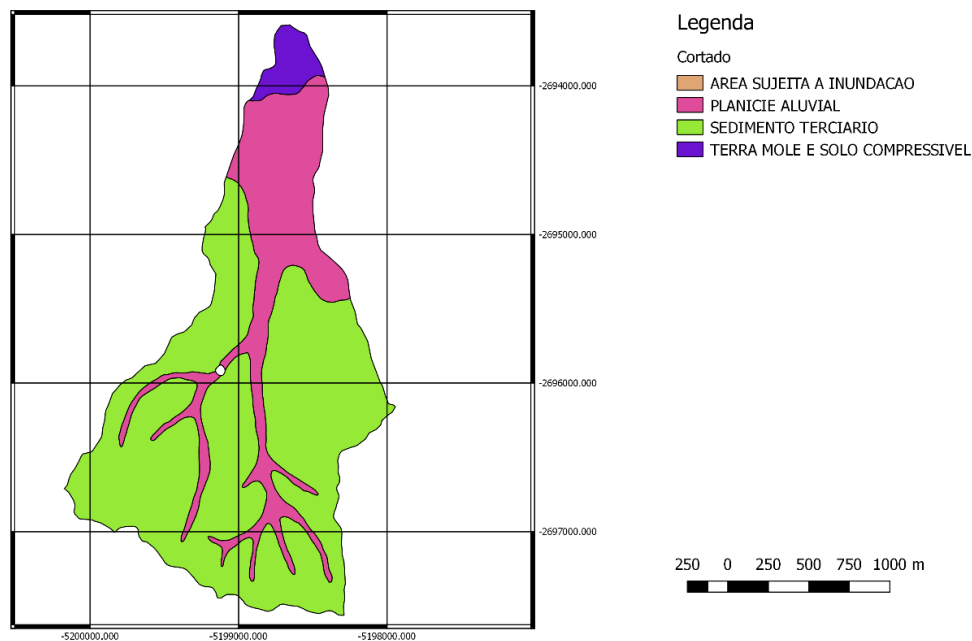 Legenda
Cortado
AREA SUJEITA A INUNDACAO
PLANICIE ALUVIAL
SEDIMENTO TERCIARIO
TERRA MOLE E SOLO COMPRESSIVEL
-2694000.000
-2695000.000
-2696000.000
-2697000.000
250 0 250 500 750 1000 m
-5200000.000 -5199000.000 -5198000.000